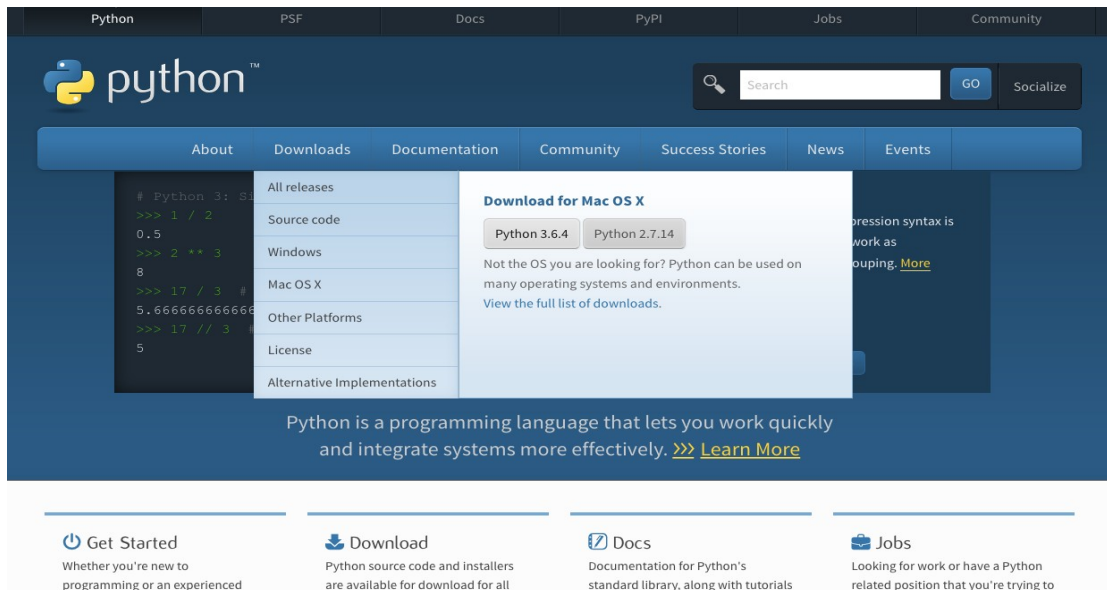 Python
PSF
Docs
PyPI
Jobs
Community
python™
Search
GO
Socialize
About
Downloads
Documentation
Community
Success Stories
News
Events
# Python 3:
>>> 1 / 2
0.5
>>> 2 ** 3
8
>>> 17 / 3 #
5.666666666666
>>> 17 // 3 #
5
All releases
Source code
Windows
Mac OS X
Other Platforms
License
Alternative Implementations
Download for Mac OS X
Python 3.6.4
Python 2.7.14
Not the OS you are looking for? Python can be used on
many operating systems and environments.
View the full list of downloads.
syntax is
work as
More
Python is a programming language that lets you work quickly
and integrate systems more effectively. >>> Learn More
Get Started
Whether you're new to
programming or an experienced
Download
Python source code and installers
are available for download for all
Docs
Documentation for Python's
standard library, along with tutorials
Jobs
Looking for work or have a Python
related position that you're trying to